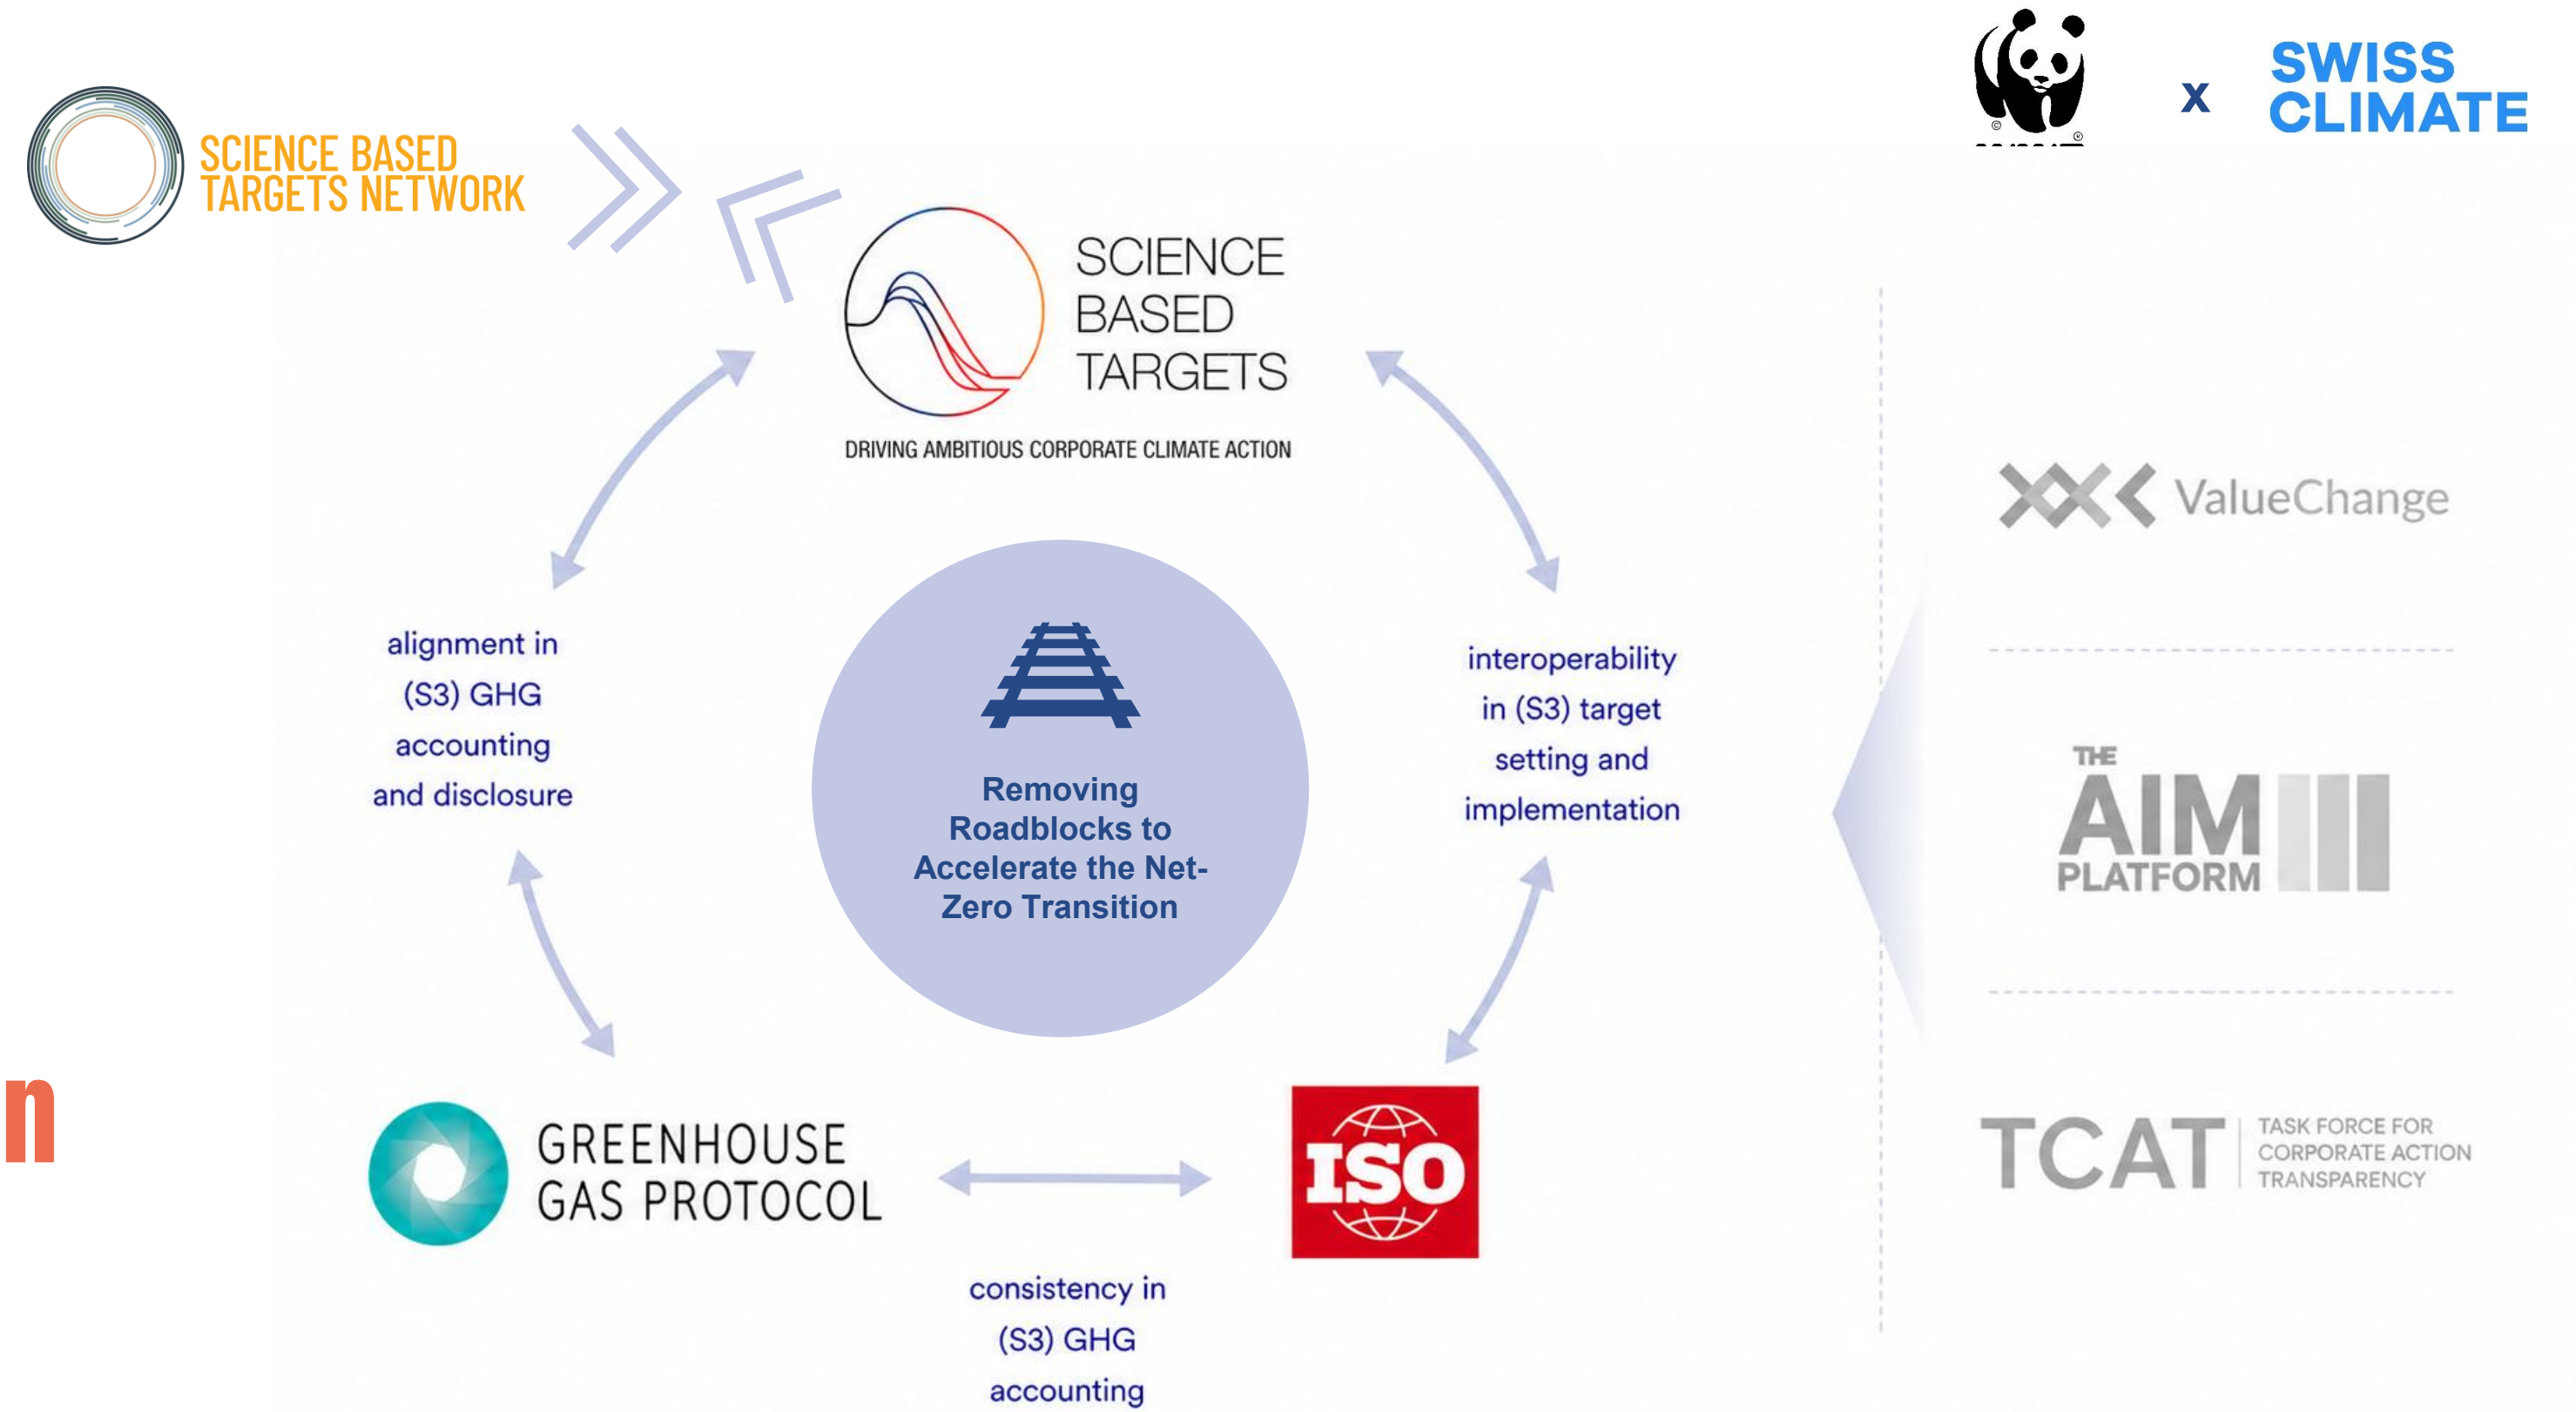 SWISS
CLIMATE
x
SCIENCE BASED
TARGETS NETWORK
SCIENCE
BASED
TARGETS
DRIVING AMBITIOUS CORPORATE CLIMATE ACTION
alignment in
(S3) GHG
accounting
and disclosure
Removing
Roadblocks to
Accelerate the Net-
Zero Transition
interoperability
in (S3) target
setting and
implementation
n
GREENHOUSE
GAS PROTOCOL
ISO
consistency in
(S3) GHG
accounting
ValueChange
THE
AIM
PLATFORM
TCAT
TASK FORCE FOR
CORPORATE ACTION
TRANSPARENCY